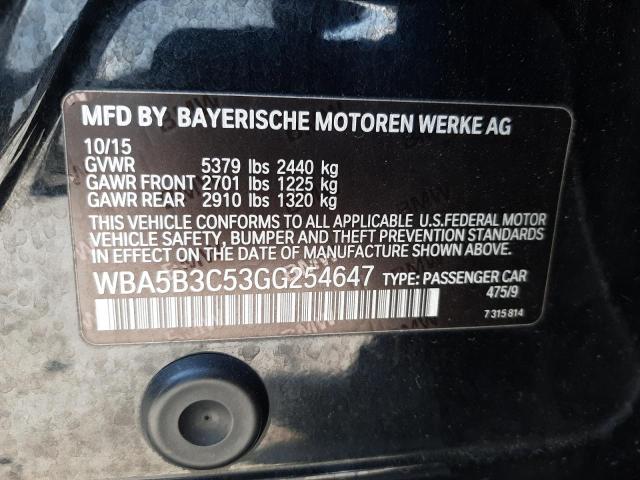 MFD BY BAYERISCHE MOTOREN WERKE AG
10/15
GVWR 5379 lbs 2440 kg
GAWR FRONT 2701 lbs 1225 kg
GAWR REAR 2910 lbs 1320 kg
THIS VEHICLE CONFORMS TO ALL APPLICABLE U.S.FEDERAL MOTOR
VEHICLE SAFETY, BUMPER AND THEFT PREVENTION STANDARDS
IN EFFECT ON THE DATE OF MANUFACTURE SHOWN ABOVE.
WBA5B3C53GG254647 TYPE: PASSENGER CAR
475/9
7 315 814